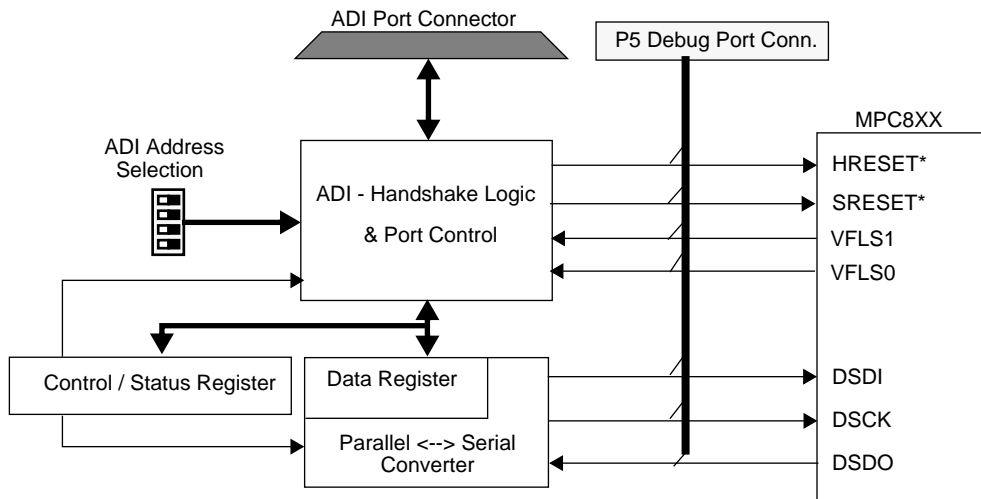 ADI Port Connector
P5 Debug Port Conn.
MPC8XX
ADI Address
Selection
ADI - Handshake Logic
& Port Control
HRESET*
SRESET*
VFLS1
VFLS0
Control / Status Register
Data Register
Parallel <--> Serial
Converter
DSDI
DSCK
DSDO